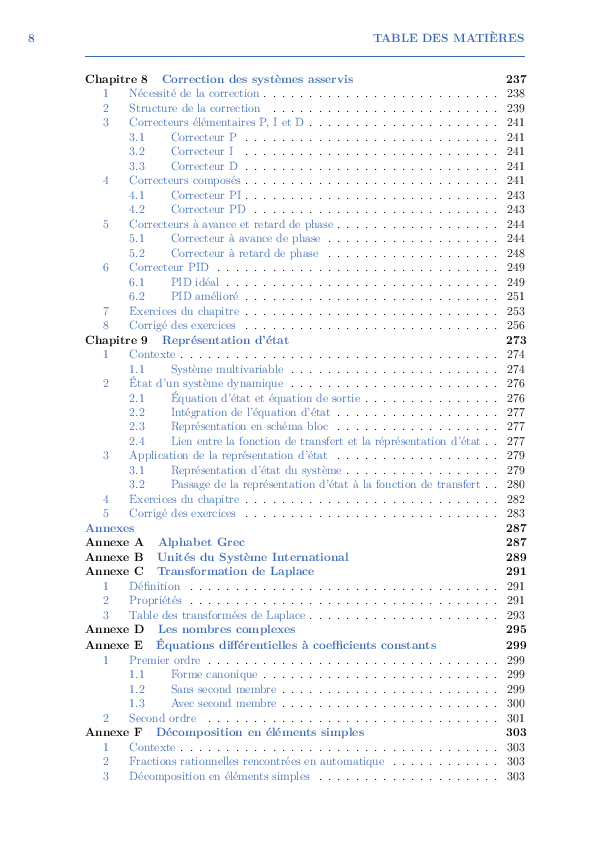 8 TABLE DES MATIÈRES
Chapitre 8 Correction des systèmes asservis 237
1 Nécessité de la correction . . . . . . . . . . . . . . . . . . . . . . . . . . 238
2 Structure de la correction . . . . . . . . . . . . . . . . . . . . . . . . . 239
3 Correcteurs élémentaires P, I et D . . . . . . . . . . . . . . . . . . . . . 241
3.1 Correcteur P . . . . . . . . . . . . . . . . . . . . . . . . . . . . 241
3.2 Correcteur I . . . . . . . . . . . . . . . . . . . . . . . . . . . . 241
3.3 Correcteur D . . . . . . . . . . . . . . . . . . . . . . . . . . . . 241
4 Correcteurs composés . . . . . . . . . . . . . . . . . . . . . . . . . . . . 241
4.1 Correcteur PI . . . . . . . . . . . . . . . . . . . . . . . . . . . . 243
4.2 Correcteur PD . . . . . . . . . . . . . . . . . . . . . . . . . . . 243
5 Correcteurs à avance et retard de phase . . . . . . . . . . . . . . . . . . 244
5.1 Correcteur à avance de phase . . . . . . . . . . . . . . . . . . . 244
5.2 Correcteur à retard de phase . . . . . . . . . . . . . . . . . . . 248
6 Correcteur PID . . . . . . . . . . . . . . . . . . . . . . . . . . . . . . . 249
6.1 PID idéal . . . . . . . . . . . . . . . . . . . . . . . . . . . . . . 249
6.2 PID amélioré . . . . . . . . . . . . . . . . . . . . . . . . . . . . 251
7 Exercices du chapitre . . . . . . . . . . . . . . . . . . . . . . . . . . . . 253
8 Corrigé des exercices . . . . . . . . . . . . . . . . . . . . . . . . . . . . 256
Chapitre 9 Représentation d'état 273
1 Contexte . . . . . . . . . . . . . . . . . . . . . . . . . . . . . . . . . . . 274
1.1 Système multivariable . . . . . . . . . . . . . . . . . . . . . . . 274
2 État d'un système dynamique . . . . . . . . . . . . . . . . . . . . . . . 276
2.1 Équation d'état et équation de sortie . . . . . . . . . . . . . . . 276
2.2 Intégration de l'équation d'état . . . . . . . . . . . . . . . . . . 277
2.3 Représentation en schéma bloc . . . . . . . . . . . . . . . . . . 277
2.4 Lien entre la fonction de transfert et la réprésentation d'état . . 277
3 Application de la représentation d'état . . . . . . . . . . . . . . . . . . 279
3.1 Représentation d'état du système . . . . . . . . . . . . . . . . . 279
3.2 Passage de la représentation d'état à la fonction de transfert . . 280
4 Exercices du chapitre . . . . . . . . . . . . . . . . . . . . . . . . . . . . 282
5 Corrigé des exercices . . . . . . . . . . . . . . . . . . . . . . . . . . . . 283
Annexes 287
Annexe A Alphabet Grec 287
Annexe B Unités du Système International 289
Annexe C Transformation de Laplace 291
1 Définition . . . . . . . . . . . . . . . . . . . . . . . . . . . . . . . . . . 291
2 Propriétés . . . . . . . . . . . . . . . . . . . . . . . . . . . . . . . . . . 291
3 Table des transformées de Laplace . . . . . . . . . . . . . . . . . . . . . 293
Annexe D Les nombres complexes 295
Annexe E Équations différentielles à coefficients constants 299
1 Premier ordre . . . . . . . . . . . . . . . . . . . . . . . . . . . . . . . . 299
1.1 Forme canonique . . . . . . . . . . . . . . . . . . . . . . . . . . 299
1.2 Sans second membre . . . . . . . . . . . . . . . . . . . . . . . . 299
1.3 Avec second membre . . . . . . . . . . . . . . . . . . . . . . . . 300
2 Second ordre . . . . . . . . . . . . . . . . . . . . . . . . . . . . . . . . 301
Annexe F Décomposition en éléments simples 303
1 Contexte . . . . . . . . . . . . . . . . . . . . . . . . . . . . . . . . . . . 303
2 Fractions rationnelles rencontrées en automatique . . . . . . . . . . . . 303
3 Décomposition en éléments simples . . . . . . . . . . . . . . . . . . . . 303